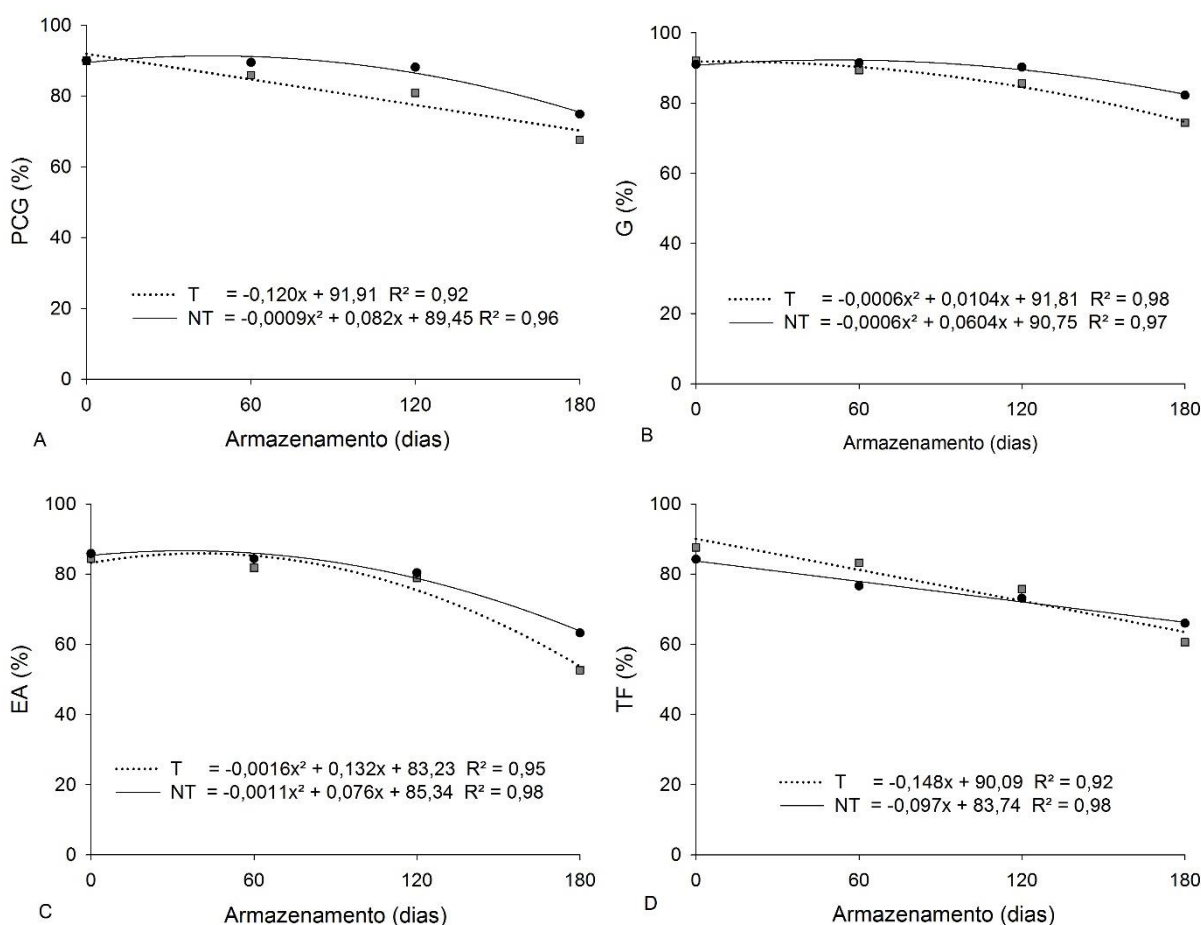 100
80
60
40
20
0
PCG (%)
T = -0,120x + 91,91 R² = 0,92
NT = -0,0009x² + 0,082x + 89,45 R² = 0,96
0 60 120 180
Armazenamento (dias)
A
100
80
60
40
20
0
G (%)
T = -0,0006x² + 0,0104x + 91,81 R² = 0,98
NT = -0,0006x² + 0,0604x + 90,75 R² = 0,97
0 60 120 180
Armazenamento (dias)
B
100
80
60
40
20
0
EA (%)
T = -0,0016x² + 0,132x + 83,23 R² = 0,95
NT = -0,0011x² + 0,076x + 85,34 R² = 0,98
0 60 120 180
Armazenamento (dias)
C
100
80
60
40
20
0
TF (%)
T = -0,148x + 90,09 R² = 0,92
NT = -0,097x + 83,74 R² = 0,98
0 60 120 180
Armazenamento (dias)
D